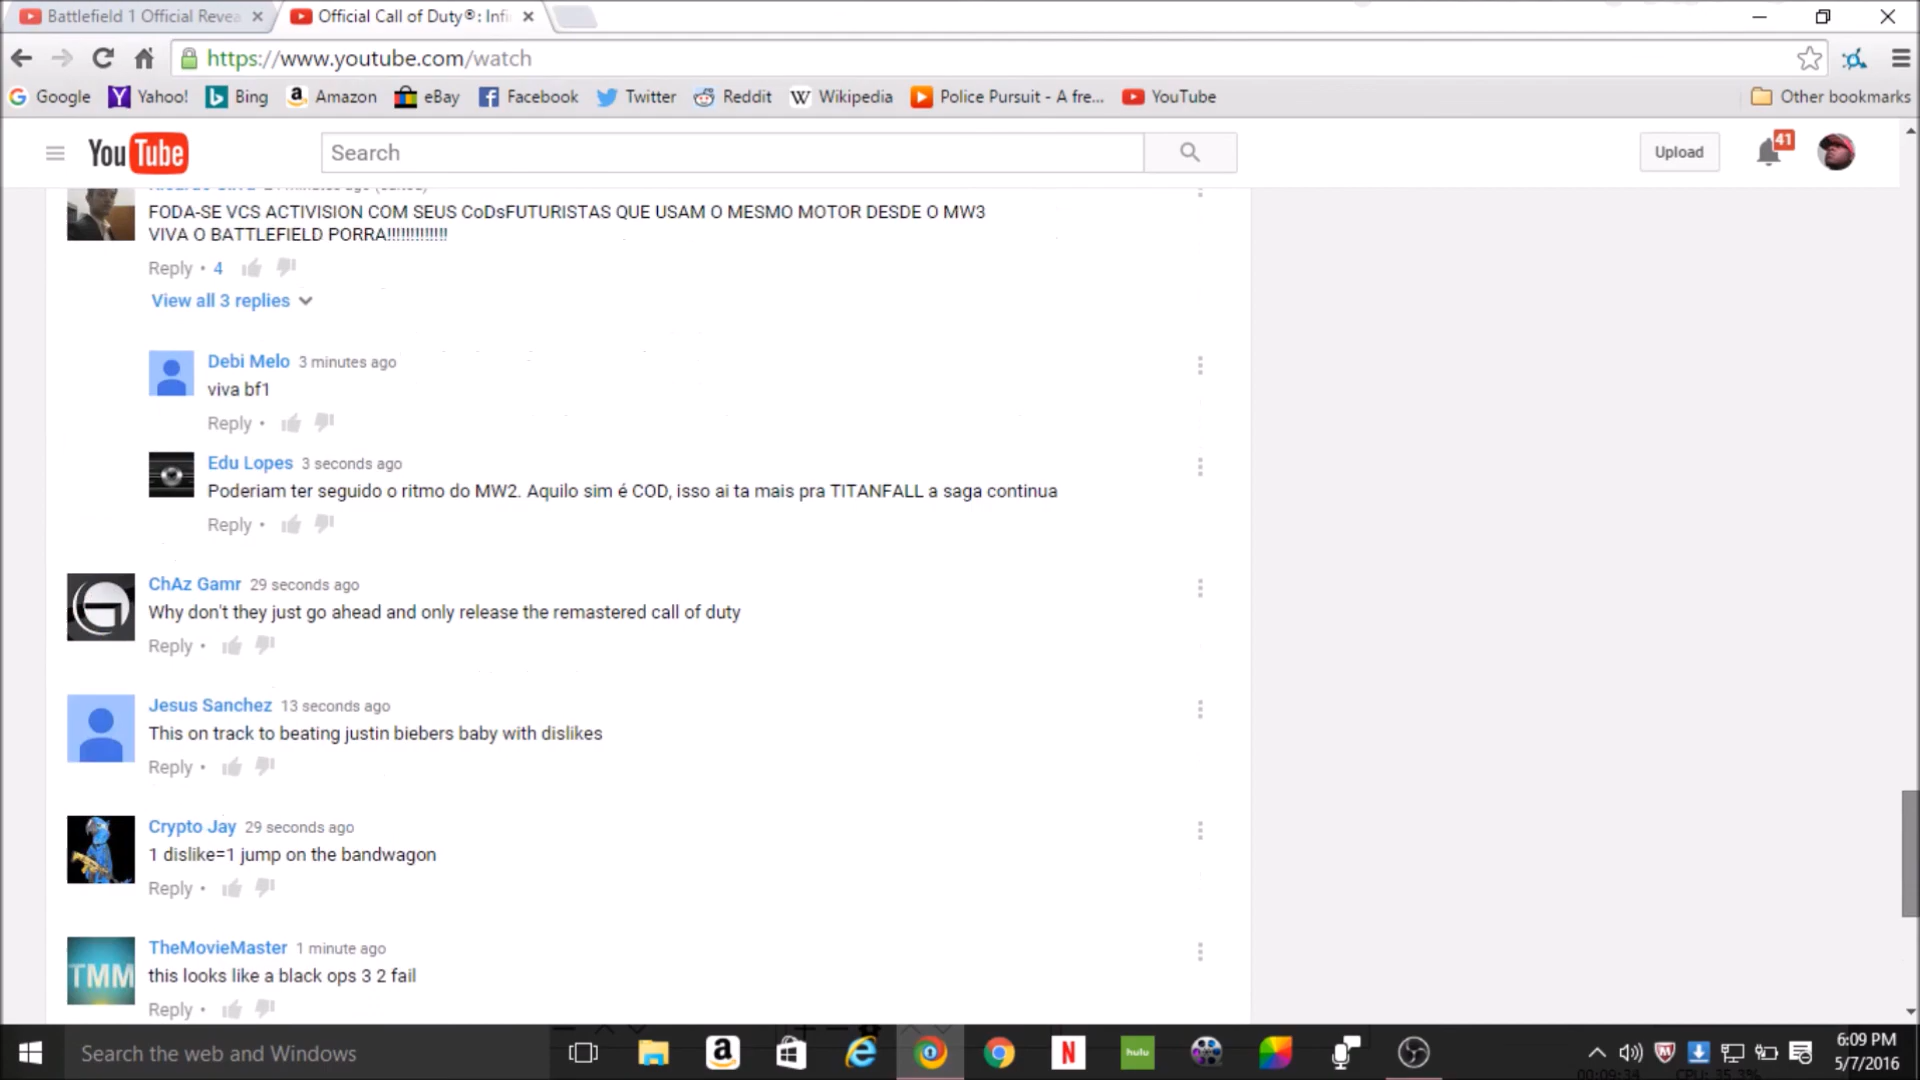 Battlefield 1 Official Revea
Official Call of Duty®: Infi
https://www.youtube.com/watch
Google Yahoo! Bing Amazon eBay Facebook Twitter Reddit Wikipedia Police Pursuit - A fre... YouTube Other bookmarks
YouTube Search Upload 41
FODA-SE VCS ACTIVISION COM SEUS CoDsFUTURISTAS QUE USAM O MESMO MOTOR DESDE O MW3
VIVA O BATTLEFIELD PORRA!!!!!!!!!!!!!
Reply • 4
View all 3 replies
Debi Melo 3 minutes ago
viva bf1
Reply •
Edu Lopes 3 seconds ago
Poderiam ter seguido o ritmo do MW2. Aquilo sim é COD, isso ai ta mais pra TITANFALL a saga continua
Reply •
ChAz Gamr 29 seconds ago
Why don't they just go ahead and only release the remastered call of duty
Reply •
Jesus Sanchez 13 seconds ago
This on track to beating justin biebers baby with dislikes
Reply •
Crypto Jay 29 seconds ago
1 dislike=1 jump on the bandwagon
Reply •
TMM
TheMovieMaster 1 minute ago
this looks like a black ops 3 2 fail
Reply •
Search the web and Windows
hulu
6:09 PM
5/7/2016